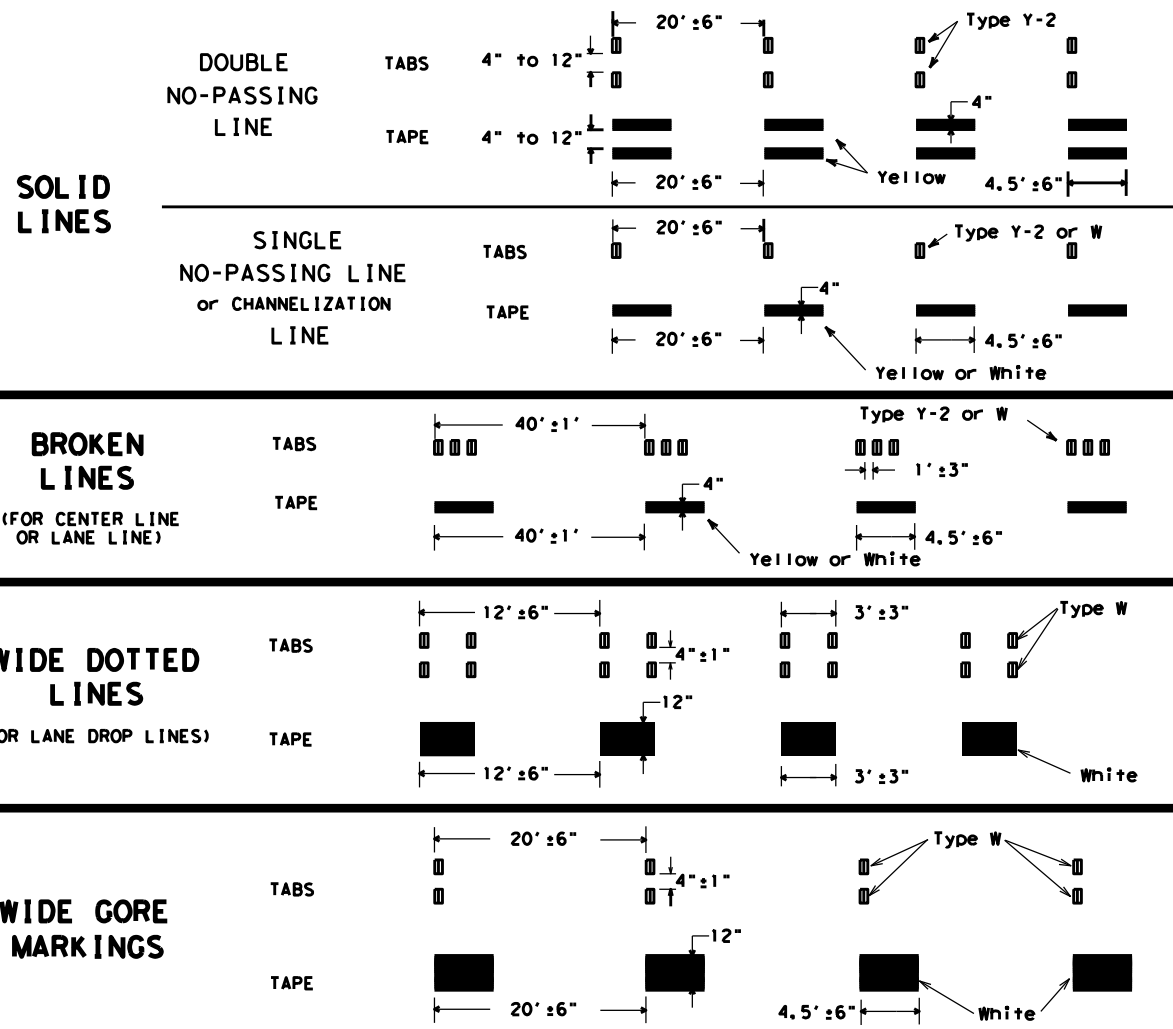 SOLID
LINES
DOUBLE
NO-PASSING
LINE
TABS
4" to 12"
20'±6"
Type Y-2
TAPE
4" to 12"
4"
Yellow
20'±6"
4.5'±6"
SINGLE
NO-PASSING LINE
or CHANNELIZATION
LINE
TABS
20'±6"
Type Y-2 or W
TAPE
4"
20'±6"
4.5'±6"
Yellow or White
BROKEN
LINES
(FOR CENTER LINE
OR LANE LINE)
TABS
40'±1'
Type Y-2 or W
1'±3"
TAPE
4"
40'±1'
4.5'±6"
Yellow or White
WIDE DOTTED
LINES
OR LANE DROP LINES)
TABS
12'±6"
3'±3"
Type W
4"±1"
TAPE
12"
12'±6"
3'±3"
White
WIDE GORE
MARKINGS
TABS
20'±6"
Type W
4"±1"
TAPE
12"
20'±6"
4.5'±6"
White